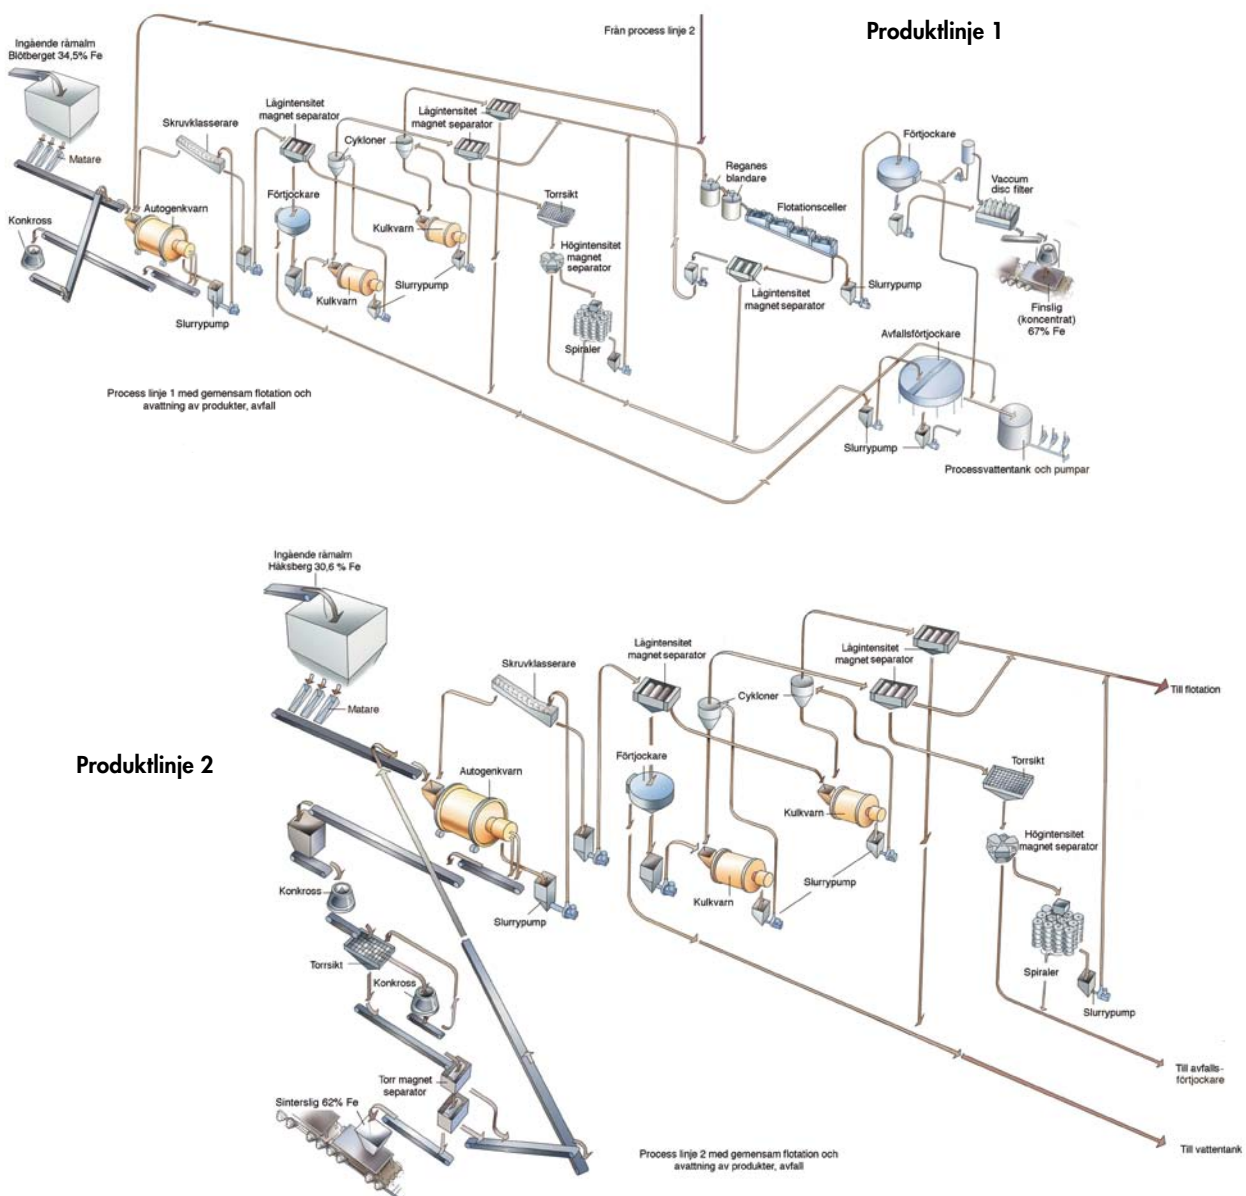 Produktlinje 1
Från process linje 2
Ingående råmalm
Blötberget 34,5% Fe
Matare
Konkross
Skruvklasserare
Autogenkvarn
Slurrypump
Lågintensitet
magnet separator
Förtjockare
Cykloner
Kulkvarn
Kulkvarn
Slurrypump
Lågintensitet
magnet separator
Torrsikt
Högintensitet
magnet
separator
Spiraler
Reganes
blandare
Flotationsceller
Lågintensitet
magnet separator
Slurrypump
Förtjockare
Vaccum
disc filter
Finslig
(koncentrat)
67% Fe
Avfallsförtjockare
Slurrypump
Processvattentank och pumpar
Process linje 1 med gemensam flotation och
avattning av produkter, avfall
Produktlinje 2
Ingående råmalm
Håksberg 30,6 % Fe
Matare
Skruvklasserare
Autogenkvarn
Slurrypump
Konkross
Torrsikt
Konkross
Torr magnet
separator
Sinterslig 62% Fe
Lågintensitet
magnet separator
Förtjockare
Cykloner
Kulkvarn
Kulkvarn
Slurrypump
Lågintensitet
magnet separator
Till flotation
Torrsikt
Högintensitet
magnet separator
Spiraler
Slurrypump
Till avfalls-
förtjockare
Till vattentank
Process linje 2 med gemensam flotation och
avattning av produkter, avfall